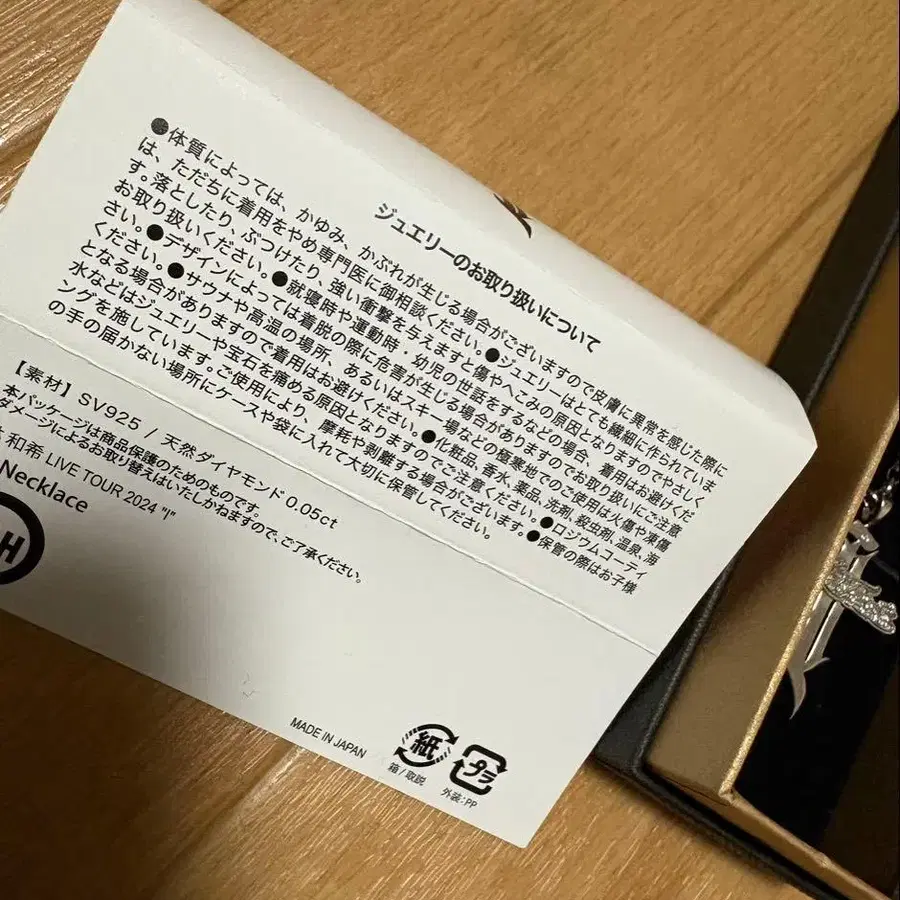 ジュエリーのお取り扱いについて
●体質によっては、かゆみ、かぶれが生じる場合がございますので皮膚に異常を感じた際に
は、ただちに着用をやめ専門医に御相談ください。●ジュエリーはとても繊細に作られていま
す。落としたり、ぶつけたり、強い衝撃を与えますと傷やへこみの原因となりますのでやさしく
お取り扱いください。●就寝時や運動時・幼児の世話をするなどの場合、着用はお避けくだ
さい。●デザインによっては着脱の際に危害が生じる場合がありますのでお取り扱いにご注意
ください。●サウナや高温の場所、あるいはスキー場などの極寒地でのご使用は火傷や凍傷
となる場合がありますので着用はお避けください。●化粧品、香水、薬品、洗剤、殺虫剤、温泉、海
水などはジュエリーや宝石を痛める原因となりますのでご注意ください。●ロジウムコーティ
ングを施しています。ご使用により、摩耗や剥離する場合がございます。●保管の際はお子様
の手の届かない場所にケースや袋に入れて大切に保管してください。
【素材】SV925 / 天然ダイヤモンド 0.05ct
本パッケージは商品保護のためのものです。
ダメージによるお取り替えはいたしかねますので、ご了承ください。
和希 LIVE TOUR 2024 "I"
Necklace
H
MADE IN JAPAN
紙
箱/取説
プラ
外装:PP